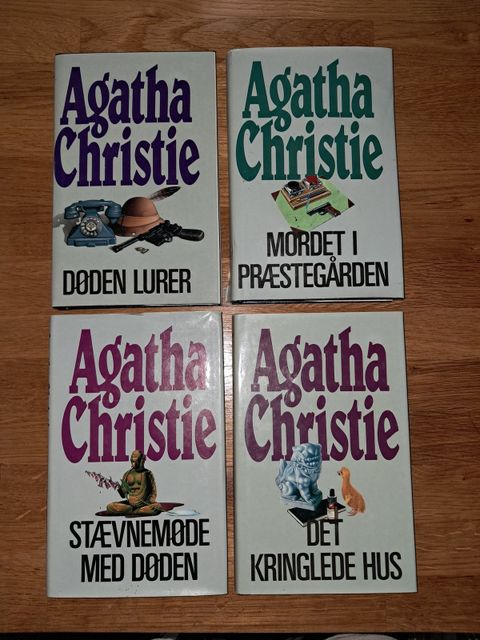 Agatha
Christie
DØDEN LURER
Agatha
Christie
MORDET I
PRÆSTEGÅRDEN
Agatha
Christie
STÆVNEMØDE
MED DØDEN
Agatha
Christie
DET
KRINGLEDE HUS